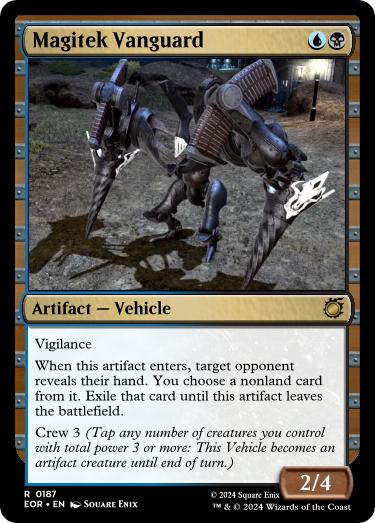 Magitek Vanguard
Artifact — Vehicle
Vigilance
When this artifact enters, target opponent
reveals their hand. You choose a nonland card
from it. Exile that card until this artifact leaves
the battlefield.
Crew 3 (Tap any number of creatures you control
with total power 3 or more: This Vehicle becomes an
artifact creature until end of turn.)
2/4
R 0187
EOR • EN Square Enix
© 2024 Square Enix
™ & © 2024 Wizards of the Coast